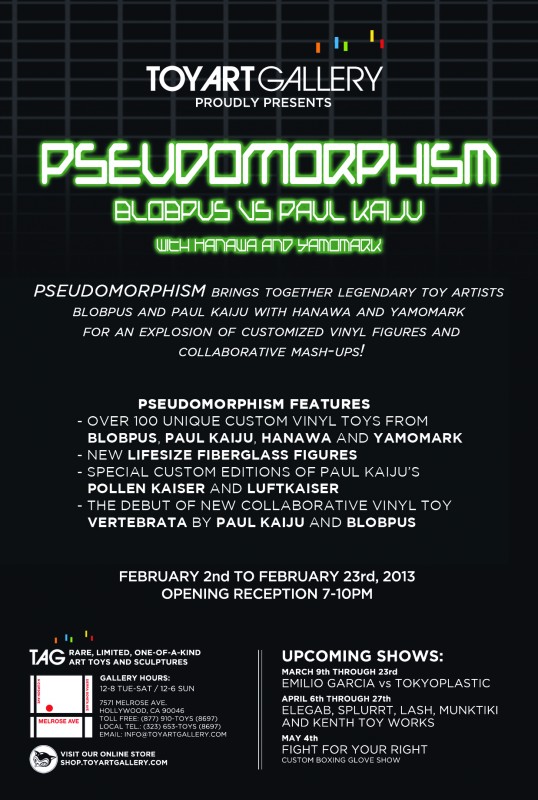 TOYART GALLERY
PROUDLY PRESENTS
PSEUDOMORPHISM
BLOBPUS VS PAUL KAIJU
WITH HANAWA AND YAMOMARK
PSEUDOMORPHISM BRINGS TOGETHER LEGENDARY TOY ARTISTS
BLOBPUS AND PAUL KAIJU WITH HANAWA AND YAMOMARK
FOR AN EXPLOSION OF CUSTOMIZED VINYL FIGURES AND
COLLABORATIVE MASH-UPS!
PSEUDOMORPHISM FEATURES
- OVER 100 UNIQUE CUSTOM VINYL TOYS FROM
BLOBPUS, PAUL KAIJU, HANAWA AND YAMOMARK
- NEW LIFESIZE FIBERGLASS FIGURES
- SPECIAL CUSTOM EDITIONS OF PAUL KAIJU'S
POLLEN KAISER AND LUFTKAISER
- THE DEBUT OF NEW COLLABORATIVE VINYL TOY
VERTEBRATA BY PAUL KAIJU AND BLOBPUS
FEBRUARY 2nd TO FEBRUARY 23rd, 2013
OPENING RECEPTION 7-10PM
TAG RARE, LIMITED, ONE-OF-A-KIND
ART TOYS AND SCULPTURES
GALLERY HOURS:
12-8 TUE-SAT / 12-6 SUN
7571 MELROSE AVE.
HOLLYWOOD, CA 90046
TOLL FREE: (877) 910-TOYS (8697)
LOCAL TEL: (323) 653-TOYS (8697)
EMAIL: INFO@TOYARTGALLERY.COM
MELROSE AVE
VISIT OUR ONLINE STORE
SHOP.TOYARTGALLERY.COM
UPCOMING SHOWS:
MARCH 9th THROUGH 23rd
EMILIO GARCIA vs TOKYOPLASTIC
APRIL 6th THROUGH 27th
ELEGAB, SPLURRT, LASH, MUNKTIKI
AND KENTH TOY WORKS
MAY 4th
FIGHT FOR YOUR RIGHT
CUSTOM BOXING GLOVE SHOW